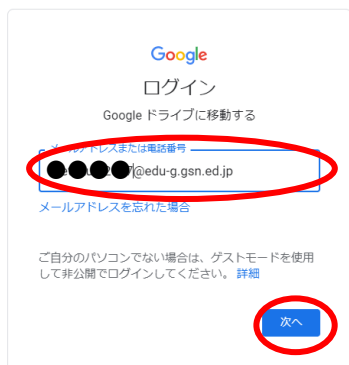 Google
ログイン
Google ドライブに移動する
メールアドレスまたは電話番号
@edu-g.gsn.ed.jp
メールアドレスを忘れた場合
ご自分のパソコンでない場合は、ゲストモードを使用
して非公開でログインしてください。 詳細
次へ